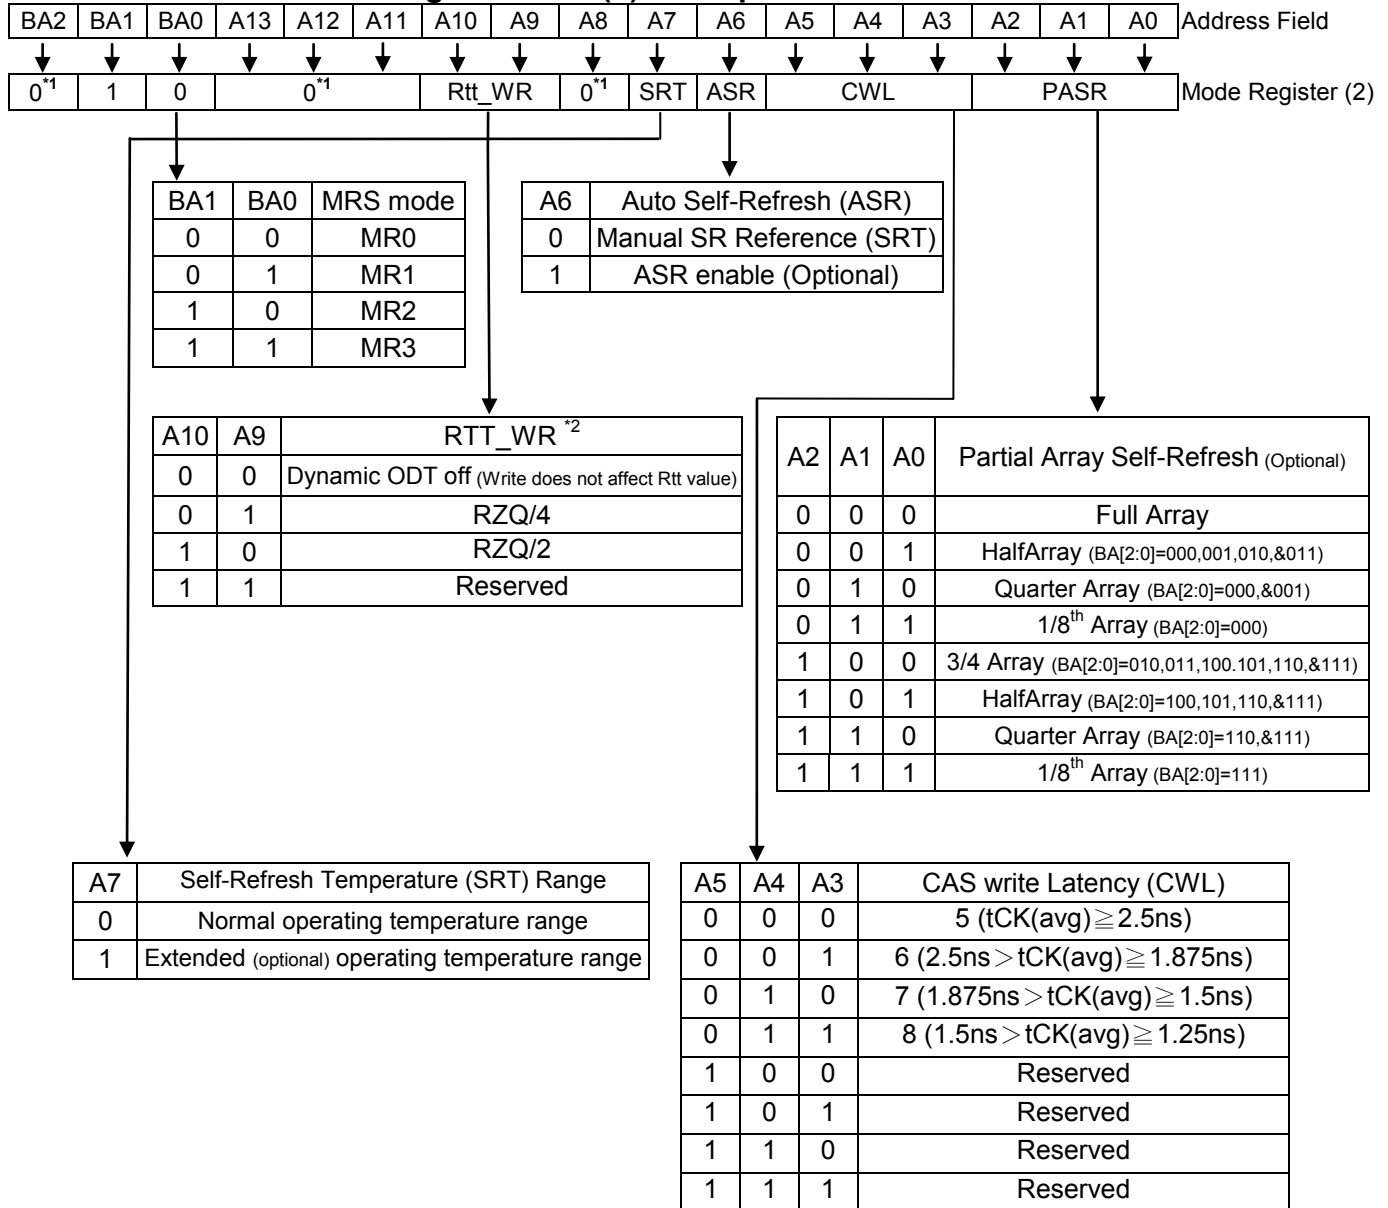 BA2 BA1 BA0 A13 A12 A11 A10 A9 A8 A7 A6 A5 A4 A3 A2 A1 A0 Address Field
0*1 1 0 0*1 Rtt_WR 0*1 SRT ASR CWL PASR Mode Register (2)
BA1 BA0 MRS mode
0 0 MR0
0 1 MR1
1 0 MR2
1 1 MR3
A6 Auto Self-Refresh (ASR)
0 Manual SR Reference (SRT)
1 ASR enable (Optional)
A10 A9 RTT_WR *2
0 0 Dynamic ODT off (Write does not affect Rtt value)
0 1 RZQ/4
1 0 RZQ/2
1 1 Reserved
A2 A1 A0 Partial Array Self-Refresh (Optional)
0 0 0 Full Array
0 0 1 HalfArray (BA[2:0]=000,001,010,&011)
0 1 0 Quarter Array (BA[2:0]=000,&001)
0 1 1 1/8th Array (BA[2:0]=000)
1 0 0 3/4 Array (BA[2:0]=010,011,100.101,110,&111)
1 0 1 HalfArray (BA[2:0]=100,101,110,&111)
1 1 0 Quarter Array (BA[2:0]=110,&111)
1 1 1 1/8th Array (BA[2:0]=111)
A7 Self-Refresh Temperature (SRT) Range
0 Normal operating temperature range
1 Extended (optional) operating temperature range
A5 A4 A3 CAS write Latency (CWL)
0 0 0 5 (tCK(avg)≧2.5ns)
0 0 1 6 (2.5ns>tCK(avg)≧1.875ns)
0 1 0 7 (1.875ns>tCK(avg)≧1.5ns)
0 1 1 8 (1.5ns>tCK(avg)≧1.25ns)
1 0 0 Reserved
1 0 1 Reserved
1 1 0 Reserved
1 1 1 Reserved